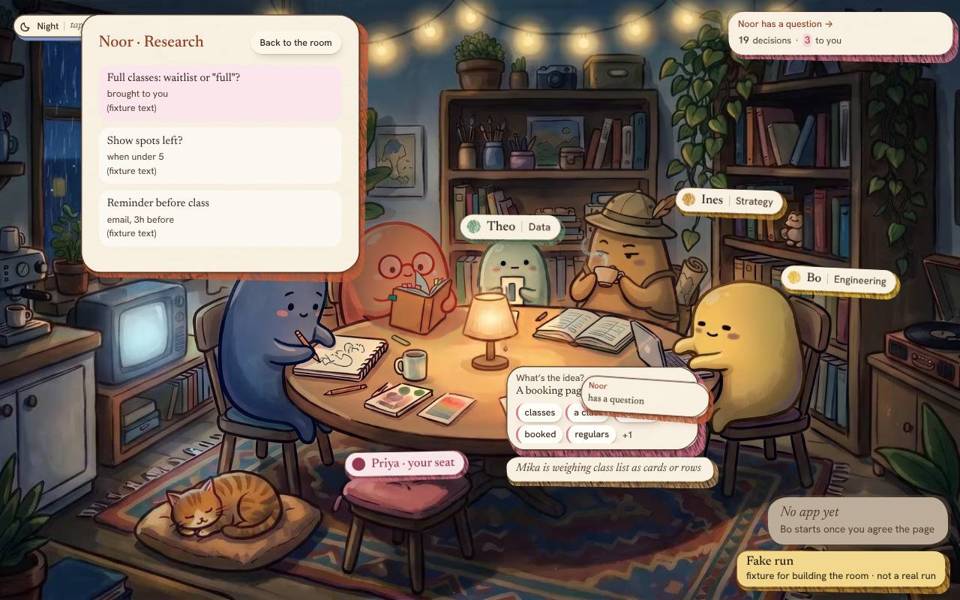 Night
Noor · Research
Back to the room
Full classes: waitlist or "full"?
brought to you
(fixture text)
Show spots left?
when under 5
(fixture text)
Reminder before class
email, 3h before
(fixture text)
Noor has a question →
19 decisions · 3 to you
Ines | Strategy
Theo | Data
Bo | Engineering
What's the idea?
A booking
Noor
has a question
classes
booked
regulars
+1
Mika is weighing class list as cards or rows
Priya · your seat
No app yet
Bo starts once you agree the page
Fake run
fixture for building the room · not a real run